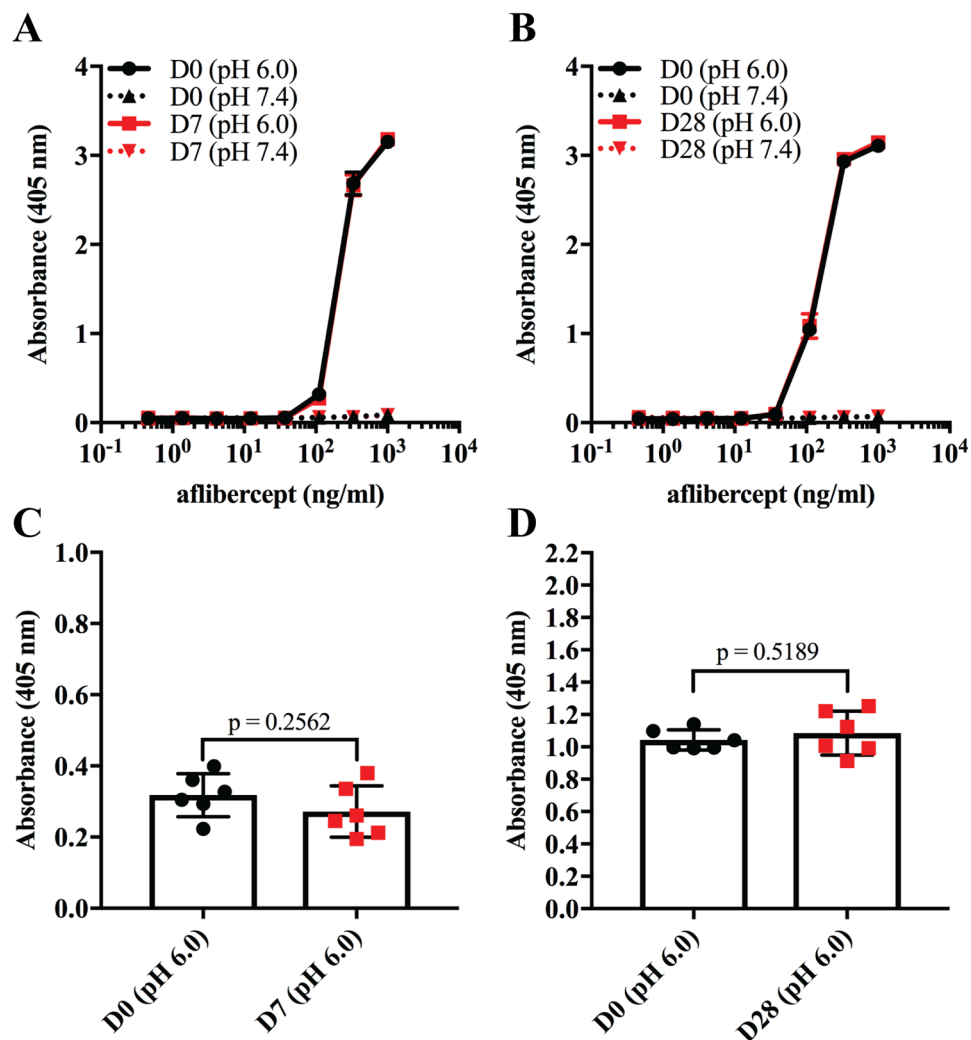 A
D0 (pH 6.0)
D0 (pH 7.4)
D7 (pH 6.0)
D7 (pH 7.4)
4
3
2
1
0
Absorbance (405 nm)
10-1 100 101 102 103 104
aflibercept (ng/ml)
B
D0 (pH 6.0)
D0 (pH 7.4)
D28 (pH 6.0)
D28 (pH 7.4)
4
3
2
1
0
Absorbance (405 nm)
10-1 100 101 102 103 104
aflibercept (ng/ml)
C
1.0
0.8
0.6
0.4
0.2
0.0
Absorbance (405 nm)
p = 0.2562
D0 (pH 6.0)
D7 (pH 6.0)
D
2.2
2.0
1.8
1.6
1.4
1.2
1.0
0.8
0.6
0.4
0.2
0.0
Absorbance (405 nm)
p = 0.5189
D0 (pH 6.0)
D28 (pH 6.0)